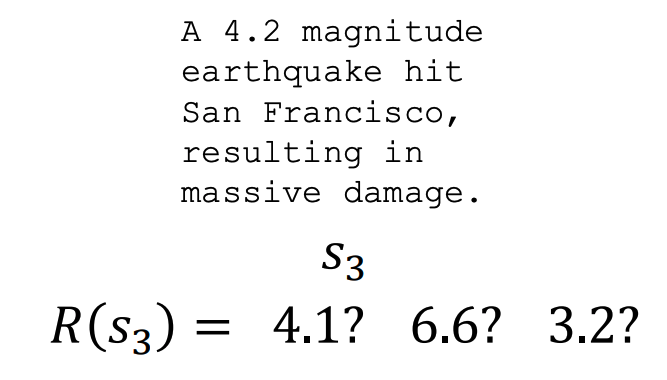 A 4.2 magnitude
earthquake hit
San Francisco,
resulting in
massive damage.
s₃
R(s₃) = 4.1? 6.6? 3.2?